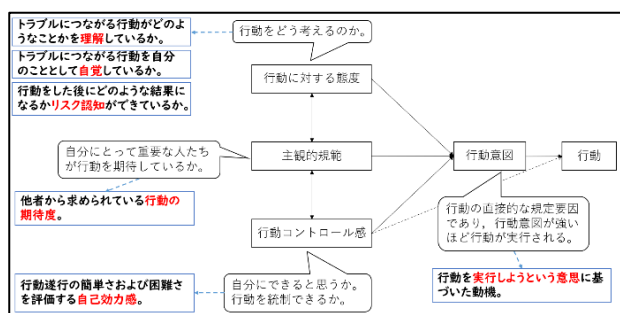 トラブルにつながる行動がどのよ
うなことかを理解しているか。
行動をどう考えるのか。
トラブルにつながる行動を自分
のこととして自覚しているか。
行動をした後にどのような結果に
なるかリスク認知ができているか。
行動に対する態度
自分にとって重要な人たち
が行動を期待しているか。
主観的規範
行動意図
行動
他者から求められている行動の
期待度。
行動コントロール感
行動の直接的な規定要因
であり，行動意図が強い
ほど行動が実行される。
自分にできると思うか。
行動を統制できるか。
行動遂行の簡単さおよび困難さ
を評価する自己効力感。
行動を実行しようという意思に基
づいた動機。